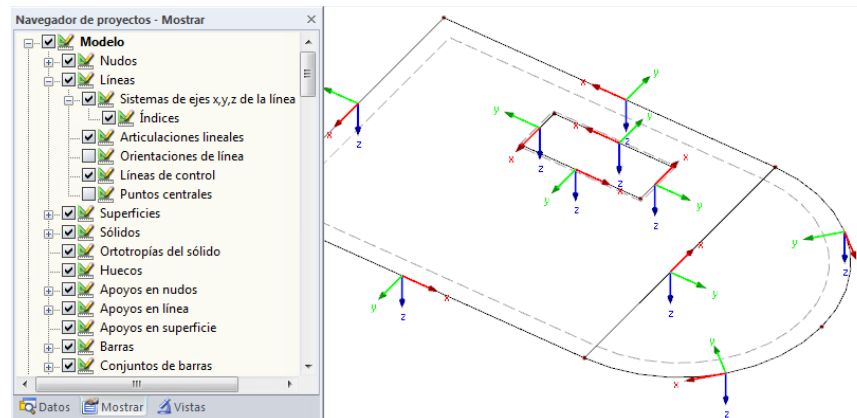 Navegador de proyectos - Mostrar
Modelo
Nudos
Líneas
Sistemas de ejes x,y,z de la línea
Índices
Articulaciones lineales
Orientaciones de línea
Líneas de control
Puntos centrales
Superficies
Sólidos
Ortotropías del sólido
Huecos
Apoyos en nudos
Apoyos en línea
Apoyos en superficie
Barras
Conjuntos de barras
Datos Mostrar Vistas
y x z
x y z
y x z
x y z
x y z
y x z
y x z
x y z
y x z
y x z